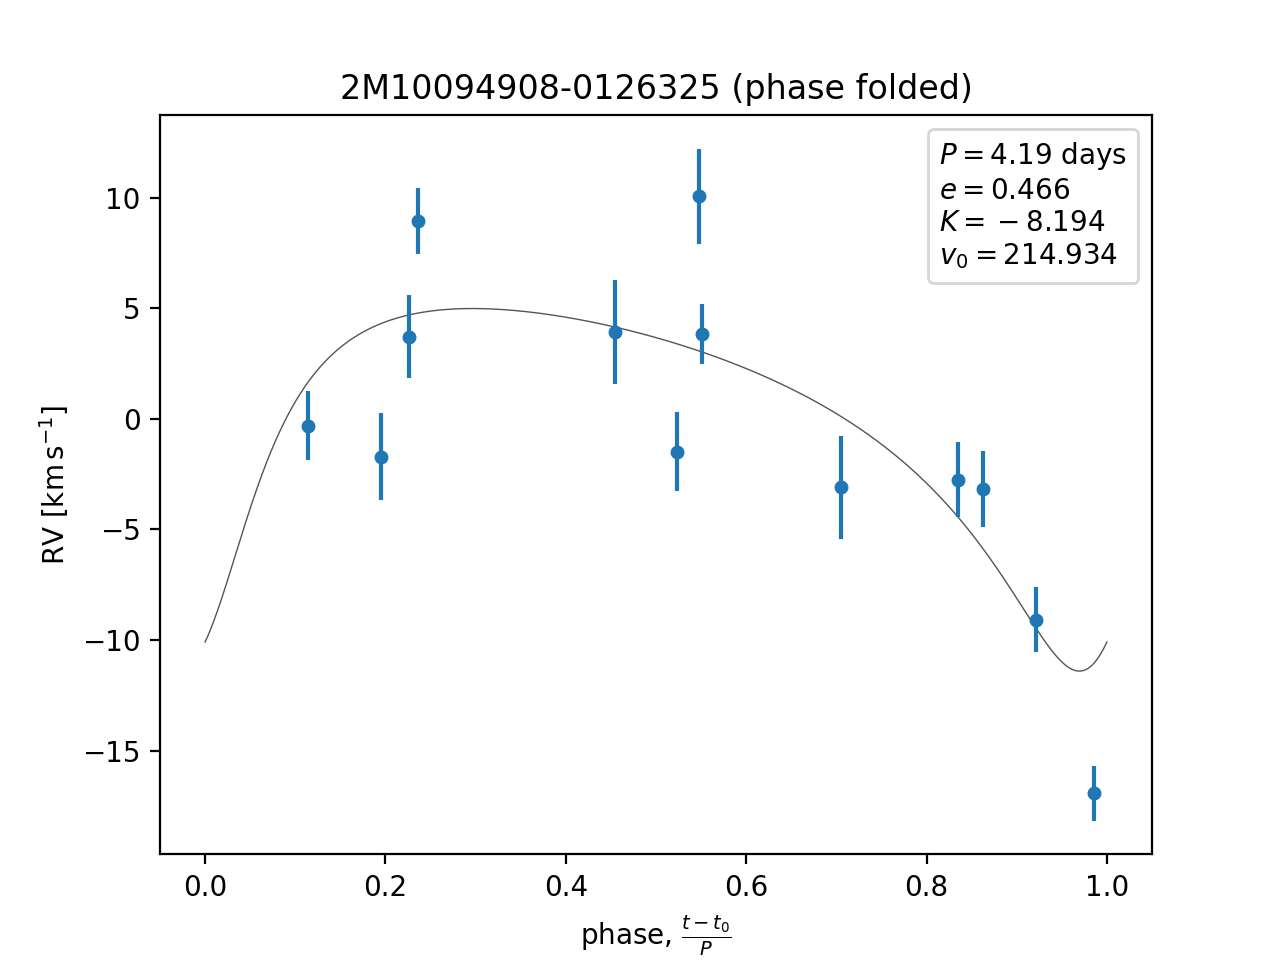 2M10094908-0126325 (phase folded)
P = 4.19 days
e = 0.466
K = −8.194
v₀ = 214.934
10
5
0
−5
−10
−15
RV [km s⁻¹]
0.0 0.2 0.4 0.6 0.8 1.0
phase, (t − t₀)/P